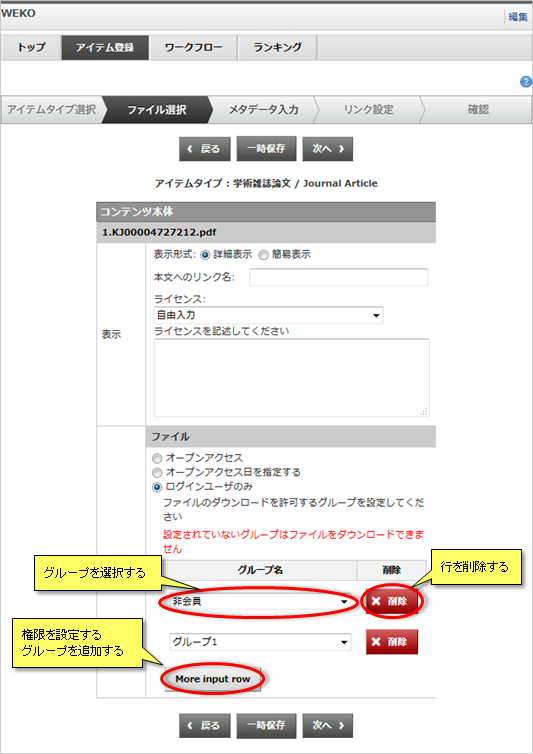 WEKO
編集
トップ アイテム登録 ワークフロー ランキング
?
アイテムタイプ選択 ファイル選択 メタデータ入力 リンク設定 確認
戻る 一時保存 次へ
アイテムタイプ : 学術雑誌論文 / Journal Article
コンテンツ本体
1.KJ00004727212.pdf
表示
表示形式: 詳細表示 簡易表示
本文へのリンク名:
ライセンス:
自由入力
ライセンスを記述してください
ファイル
オープンアクセス
オープンアクセス日を指定する
ログインユーザのみ
ファイルのダウンロードを許可するグループを設定してくだ
さい
設定されていないグループはファイルをダウンロードできま
せん
グループ名 削除
グループを選択する
行を削除する
非会員 削除
グループ1 削除
権限を設定する
グループを追加する
More input row
戻る 一時保存 次へ